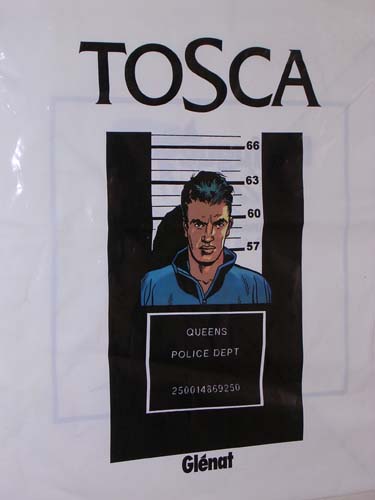 TOSCA
66
63
60
57
QUEENS
POLICE DEPT
250014869250
Glénat